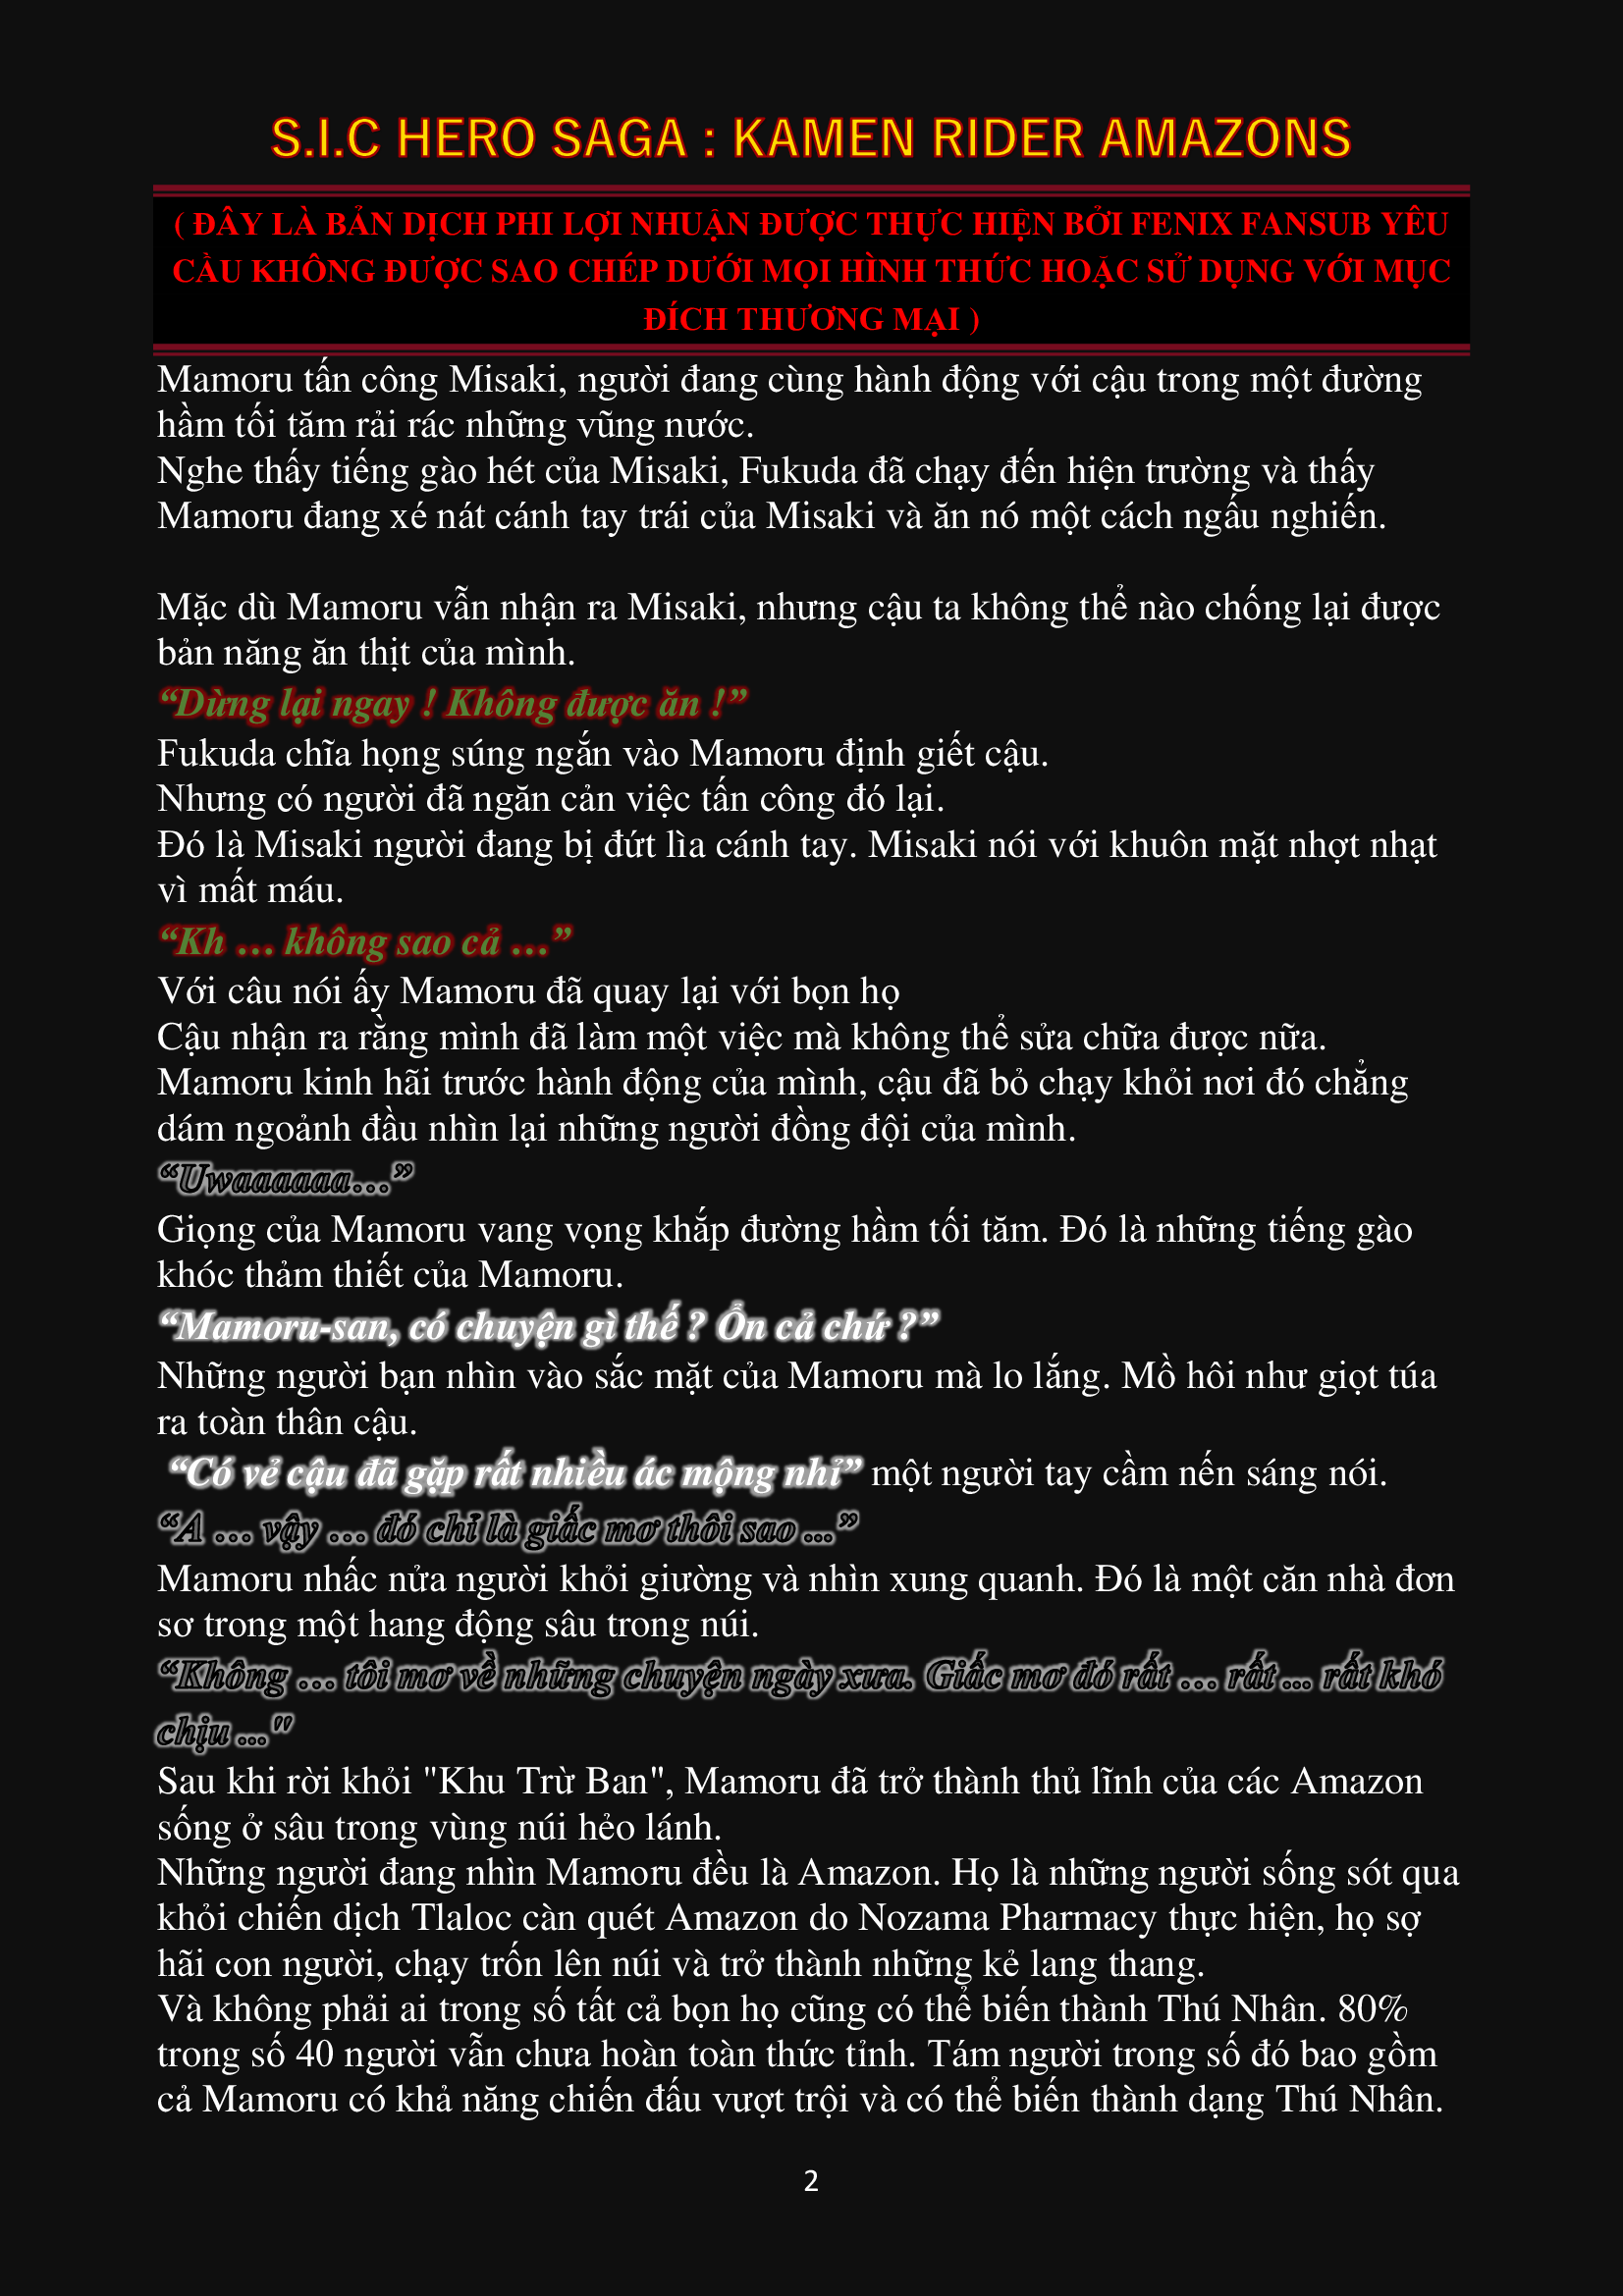 S.I.C HERO SAGA : KAMEN RIDER AMAZONS
( ĐÂY LÀ BẢN DỊCH PHI LỢI NHUẬN ĐƯỢC THỰC HIỆN BỞI FENIX FANSUB YÊU
CẦU KHÔNG ĐƯỢC SAO CHÉP DƯỚI MỌI HÌNH THỨC HOẶC SỬ DỤNG VỚI MỤC
ĐÍCH THƯƠNG MẠI )
Mamoru tấn công Misaki, người đang cùng hành động với cậu trong một đường
hầm tối tăm rải rác những vũng nước.
Nghe thấy tiếng gào hét của Misaki, Fukuda đã chạy đến hiện trường và thấy
Mamoru đang xé nát cánh tay trái của Misaki và ăn nó một cách ngấu nghiến.
Mặc dù Mamoru vẫn nhận ra Misaki, nhưng cậu ta không thể nào chống lại được
bản năng ăn thịt của mình.
“Dừng lại ngay ! Không được ăn !”
Fukuda chĩa họng súng ngắn vào Mamoru định giết cậu.
Nhưng có người đã ngăn cản việc tấn công đó lại.
Đó là Misaki người đang bị đứt lìa cánh tay. Misaki nói với khuôn mặt nhợt nhạt
vì mất máu.
“Kh … không sao cả …”
Với câu nói ấy Mamoru đã quay lại với bọn họ
Cậu nhận ra rằng mình đã làm một việc mà không thể sửa chữa được nữa.
Mamoru kinh hãi trước hành động của mình, cậu đã bỏ chạy khỏi nơi đó chẳng
dám ngoảnh đầu nhìn lại những người đồng đội của mình.
“Uwaaaaaaa…”
Giọng của Mamoru vang vọng khắp đường hầm tối tăm. Đó là những tiếng gào
khóc thảm thiết của Mamoru.
“Mamoru-san, có chuyện gì thế ? Ổn cả chứ ?”
Những người bạn nhìn vào sắc mặt của Mamoru mà lo lắng. Mồ hôi như giọt túa
ra toàn thân cậu.
“Có vẻ cậu đã gặp rất nhiều ác mộng nhỉ” một người tay cầm nến sáng nói.
“A … vậy … đó chỉ là giấc mơ thôi sao ...”
Mamoru nhấc nửa người khỏi giường và nhìn xung quanh. Đó là một căn nhà đơn
sơ trong một hang động sâu trong núi.
“Không … tôi mơ về những chuyện ngày xưa. Giấc mơ đó rất … rất ... rất khó
chịu ..."
Sau khi rời khỏi "Khu Trừ Ban", Mamoru đã trở thành thủ lĩnh của các Amazon
sống ở sâu trong vùng núi hẻo lánh.
Những người đang nhìn Mamoru đều là Amazon. Họ là những người sống sót qua
khỏi chiến dịch Tlaloc càn quét Amazon do Nozama Pharmacy thực hiện, họ sợ
hãi con người, chạy trốn lên núi và trở thành những kẻ lang thang.
Và không phải ai trong số tất cả bọn họ cũng có thể biến thành Thú Nhân. 80%
trong số 40 người vẫn chưa hoàn toàn thức tỉnh. Tám người trong số đó bao gồm
cả Mamoru có khả năng chiến đấu vượt trội và có thể biến thành dạng Thú Nhân.
2